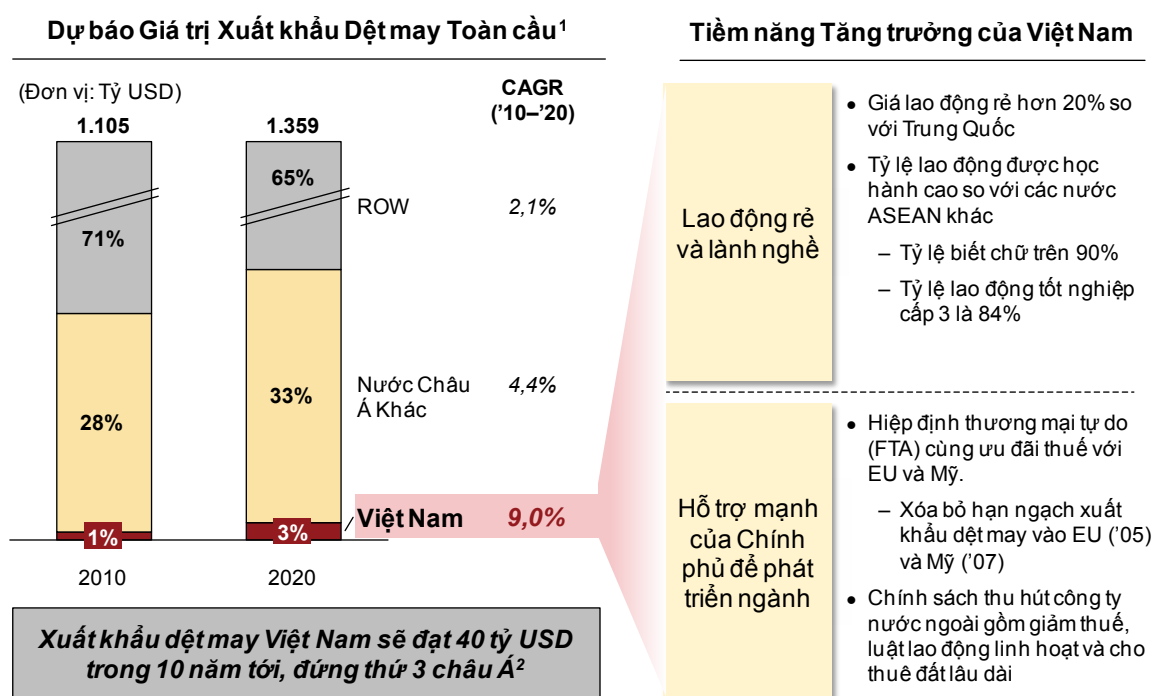 Dự báo Giá trị Xuất khẩu Dệt may Toàn cầu¹
(Đơn vị: Tỷ USD)
CAGR
('10–'20)
1.105
1.359
71%
65%
ROW
2,1%
28%
33%
Nước Châu
Á Khác
4,4%
1%
3%
Việt Nam
9,0%
2010
2020
Xuất khẩu dệt may Việt Nam sẽ đạt 40 tỷ USD
trong 10 năm tới, đứng thứ 3 châu Á²
Tiềm năng Tăng trưởng của Việt Nam
Lao động rẻ
và lành nghề
• Giá lao động rẻ hơn 20% so
với Trung Quốc
• Tỷ lệ lao động được học
hành cao so với các nước
ASEAN khác
– Tỷ lệ biết chữ trên 90%
– Tỷ lệ lao động tốt nghiệp
cấp 3 là 84%
Hỗ trợ mạnh
của Chính
phủ để phát
triển ngành
• Hiệp định thương mại tự do
(FTA) cùng ưu đãi thuế với
EU và Mỹ.
– Xóa bỏ hạn ngạch xuất
khẩu dệt may vào EU ('05)
và Mỹ ('07)
• Chính sách thu hút công ty
nước ngoài gồm giảm thuế,
luật lao động linh hoạt và cho
thuê đất lâu dài